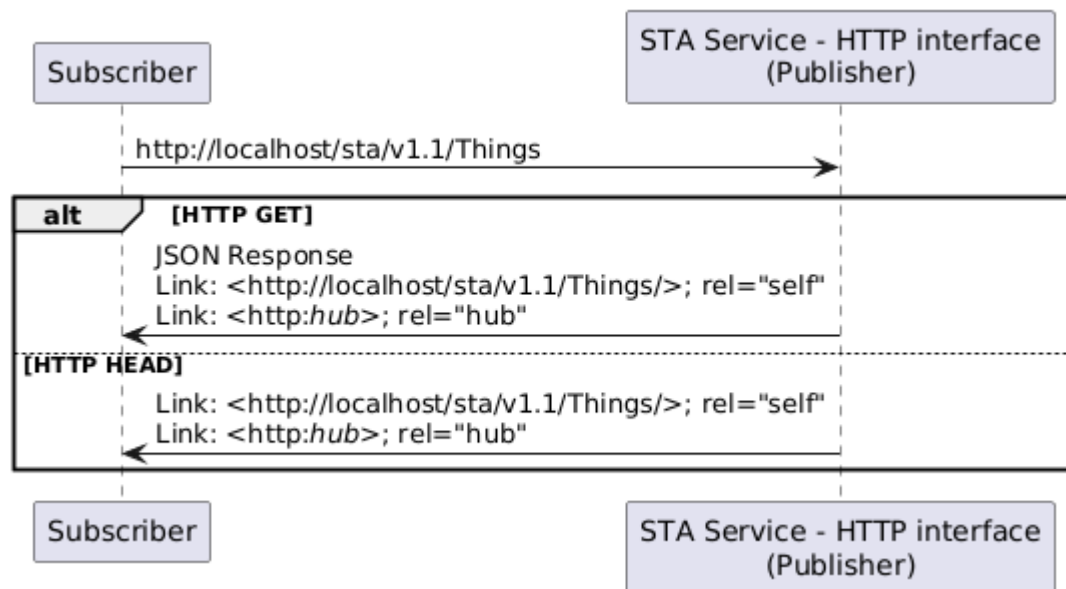 Subscriber
STA Service - HTTP interface
(Publisher)
http://localhost/sta/v1.1/Things
alt [HTTP GET]
JSON Response
Link: <http://localhost/sta/v1.1/Things/>; rel="self"
Link: <http:hub>; rel="hub"
[HTTP HEAD]
Link: <http://localhost/sta/v1.1/Things/>; rel="self"
Link: <http:hub>; rel="hub"
Subscriber
STA Service - HTTP interface
(Publisher)